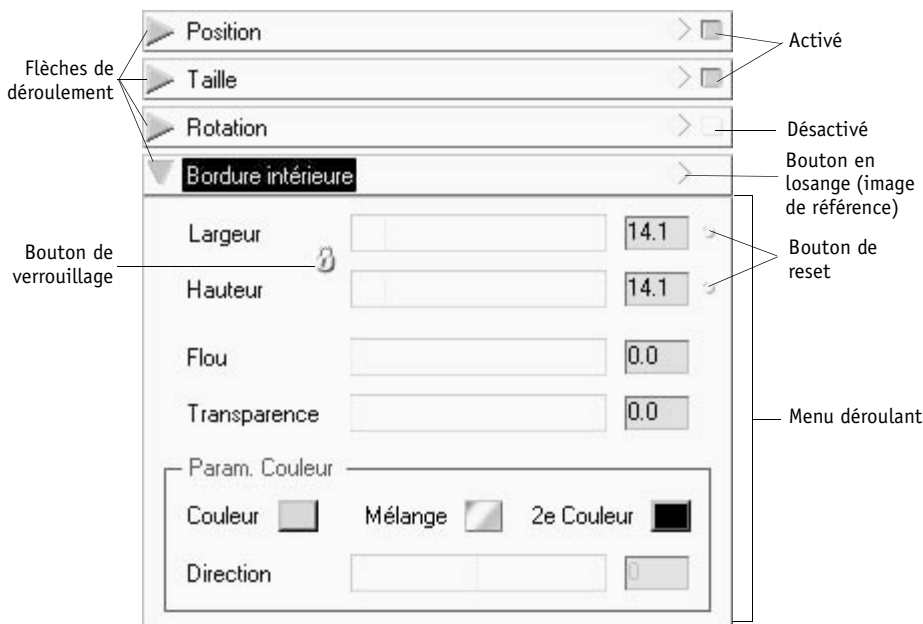 Position
Activé
Flèches de
déroulement
Taille
Rotation
Désactivé
Bordure intérieure
Bouton en
losange (image
de référence)
Largeur
14.1
Bouton de
verrouillage
Bouton de
reset
Hauteur
14.1
Flou
0.0
Transparence
0.0
Menu déroulant
Param. Couleur
Couleur
Mélange
2e Couleur
Direction
0